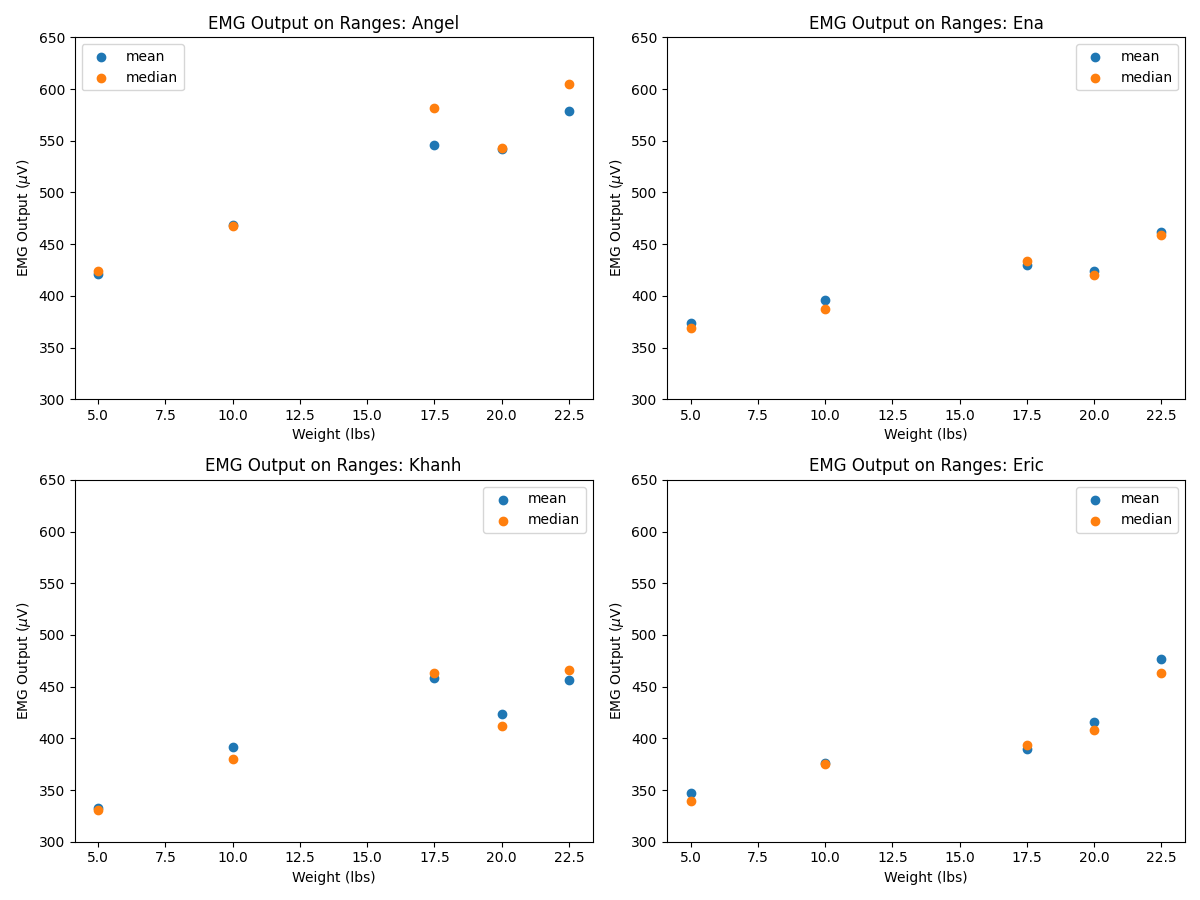 EMG Output on Ranges: Angel
650
600
550
500
450
400
350
300
EMG Output (μV)
mean
median
5.0 7.5 10.0 12.5 15.0 17.5 20.0 22.5
Weight (lbs)
EMG Output on Ranges: Ena
650
600
550
500
450
400
350
300
EMG Output (μV)
mean
median
5.0 7.5 10.0 12.5 15.0 17.5 20.0 22.5
Weight (lbs)
EMG Output on Ranges: Khanh
650
600
550
500
450
400
350
300
EMG Output (μV)
mean
median
5.0 7.5 10.0 12.5 15.0 17.5 20.0 22.5
Weight (lbs)
EMG Output on Ranges: Eric
650
600
550
500
450
400
350
300
EMG Output (μV)
mean
median
5.0 7.5 10.0 12.5 15.0 17.5 20.0 22.5
Weight (lbs)